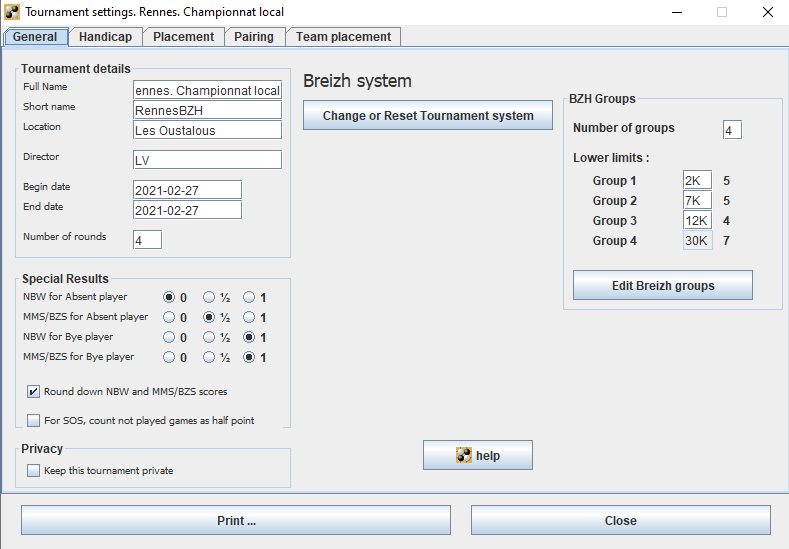 Tournament settings. Rennes. Championnat local
General Handicap Placement Pairing Team placement
Tournament details
Full Name ennes. Championnat local
Short name RennesBZH
Location Les Oustalous
Director LV
Begin date 2021-02-27
End date 2021-02-27
Number of rounds 4
Special Results
NBW for Absent player 0 ½ 1
MMS/BZS for Absent player 0 ½ 1
NBW for Bye player 0 ½ 1
MMS/BZS for Bye player 0 ½ 1
Round down NBW and MMS/BZS scores
For SOS, count not played games as half point
Privacy
Keep this tournament private
Breizh system
Change or Reset Tournament system
BZH Groups
Number of groups 4
Lower limits :
Group 1 2K 5
Group 2 7K 5
Group 3 12K 4
Group 4 30K 7
Edit Breizh groups
help
Print ... Close